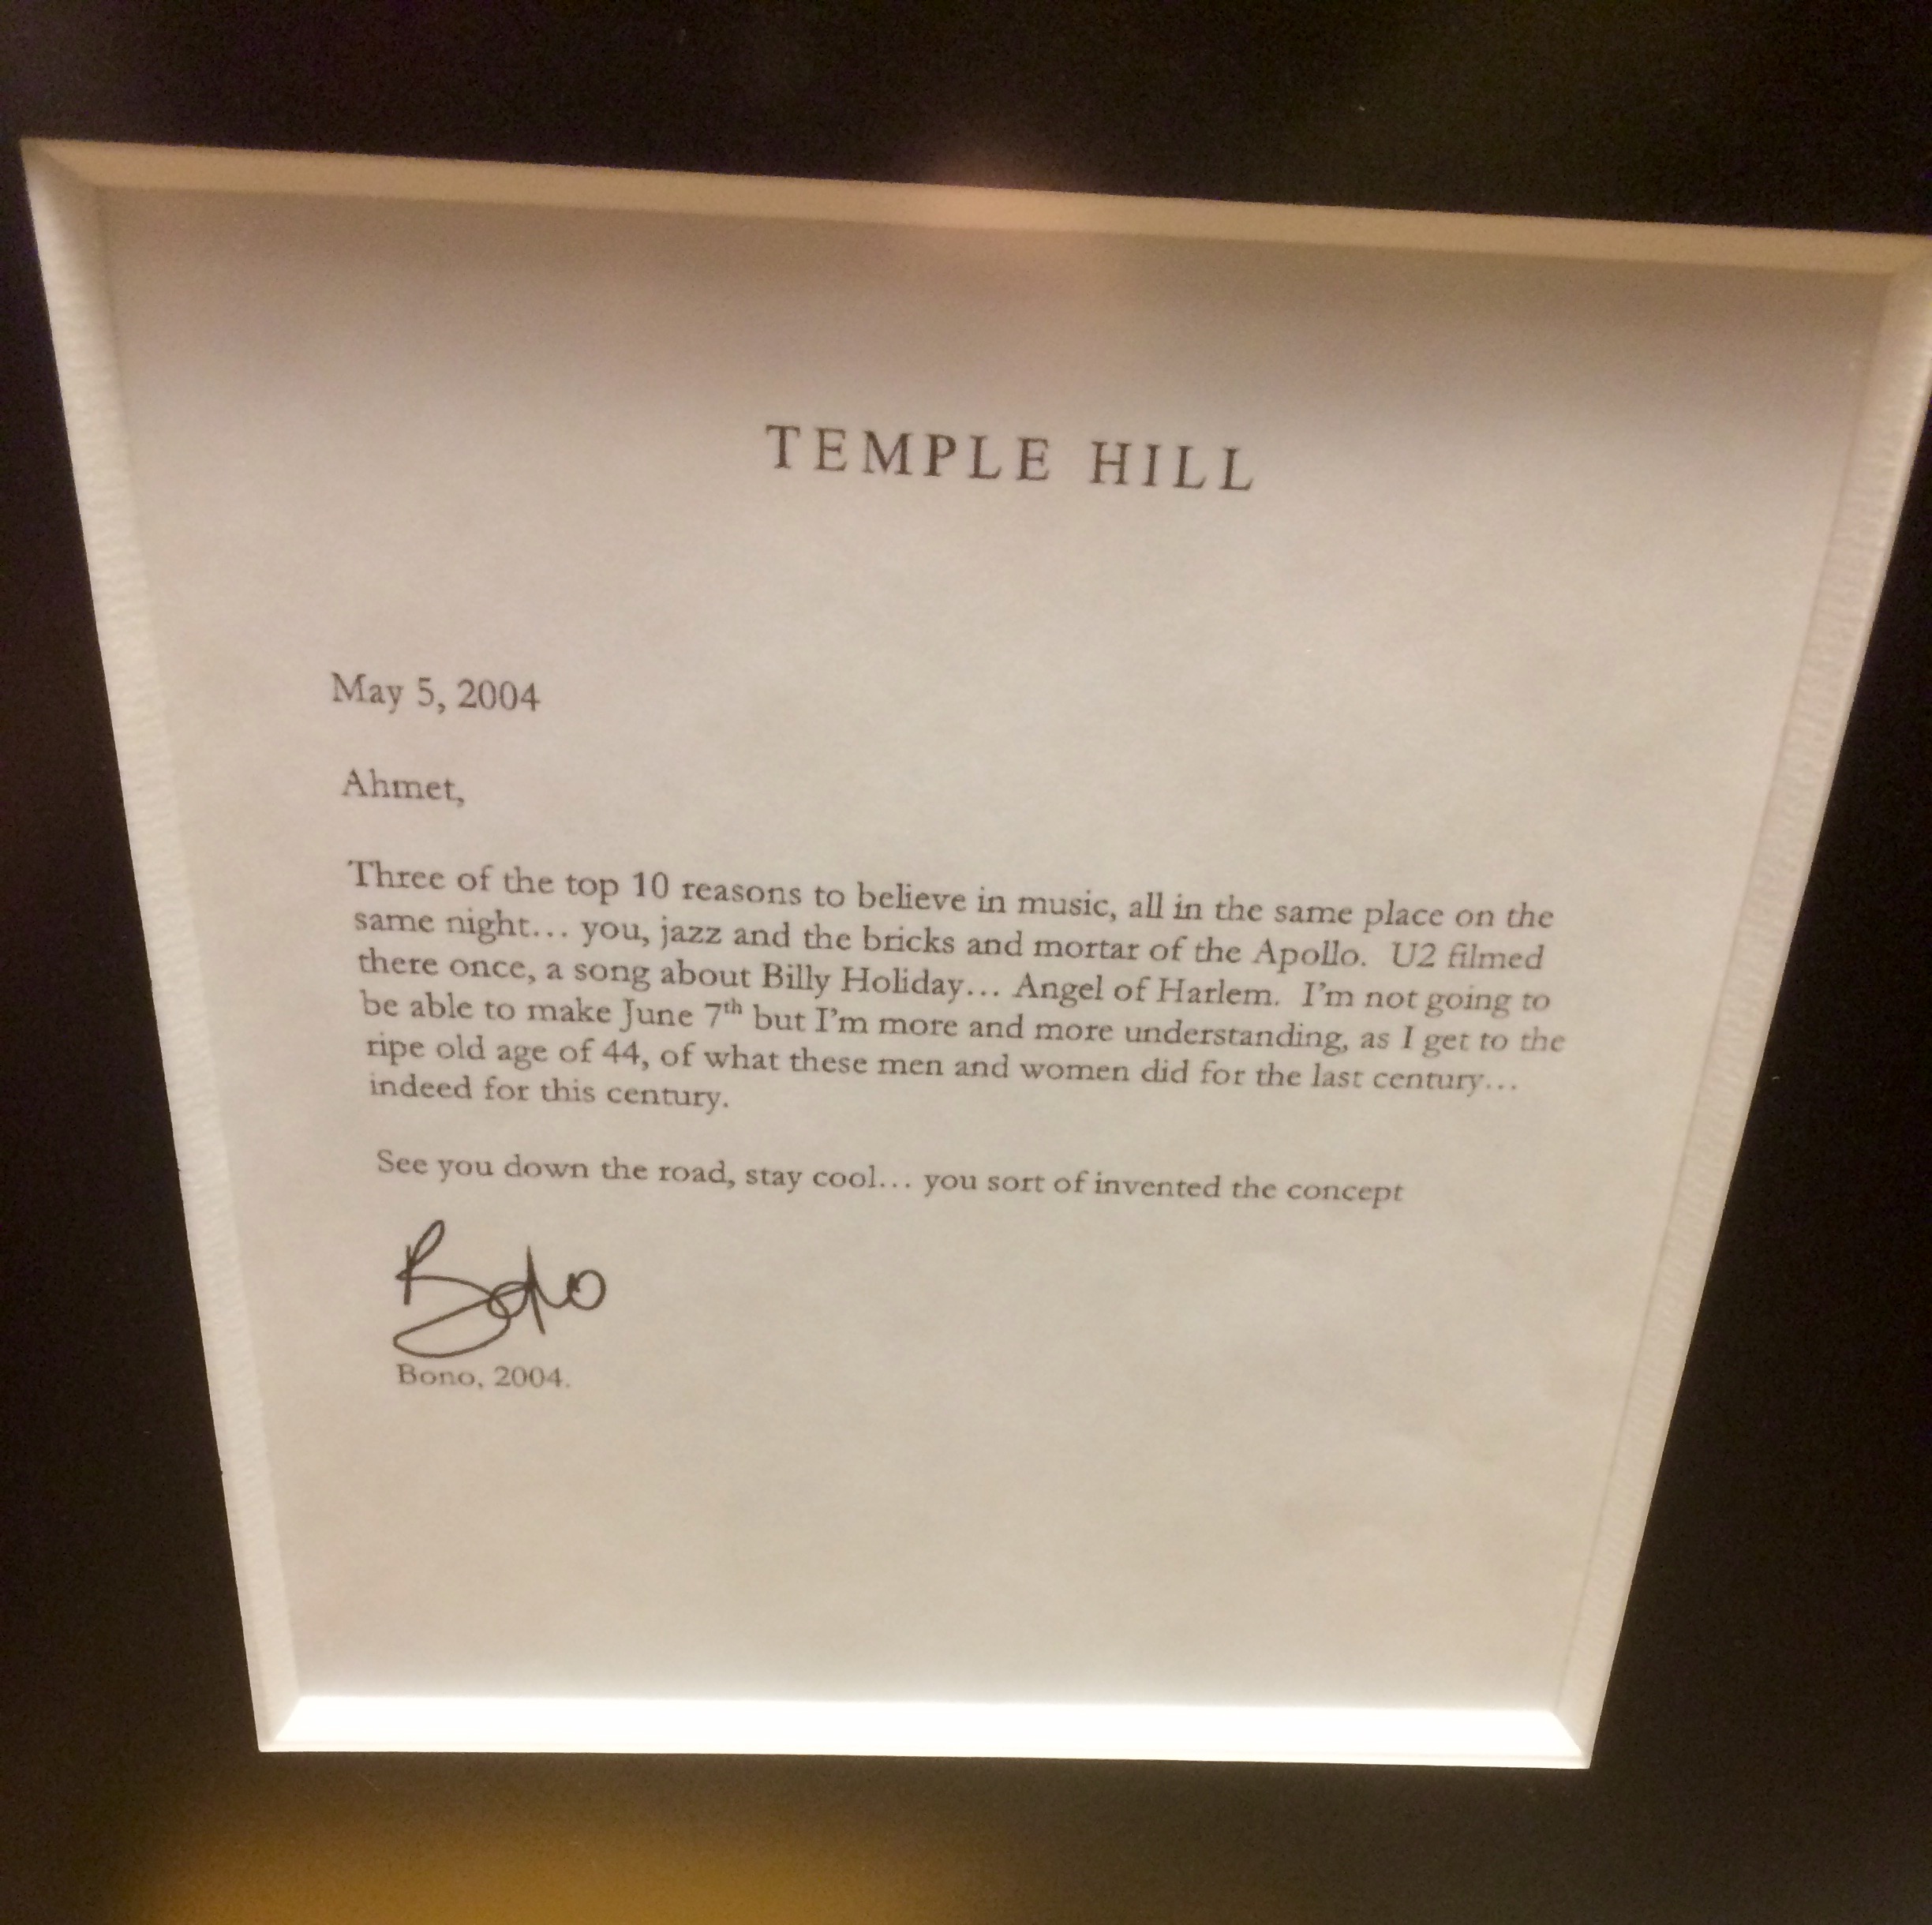 TEMPLE HILL
May 5, 2004
Ahmet,
Three of the top 10 reasons to believe in music, all in the same place on the
same night... you, jazz and the bricks and mortar of the Apollo. U2 filmed
there once, a song about Billy Holiday... Angel of Harlem. I'm not going to
be able to make June 7th but I'm more and more understanding, as I get to the
ripe old age of 44, of what these men and women did for the last century...
indeed for this century.
See you down the road, stay cool... you sort of invented the concept
Bono
Bono, 2004.